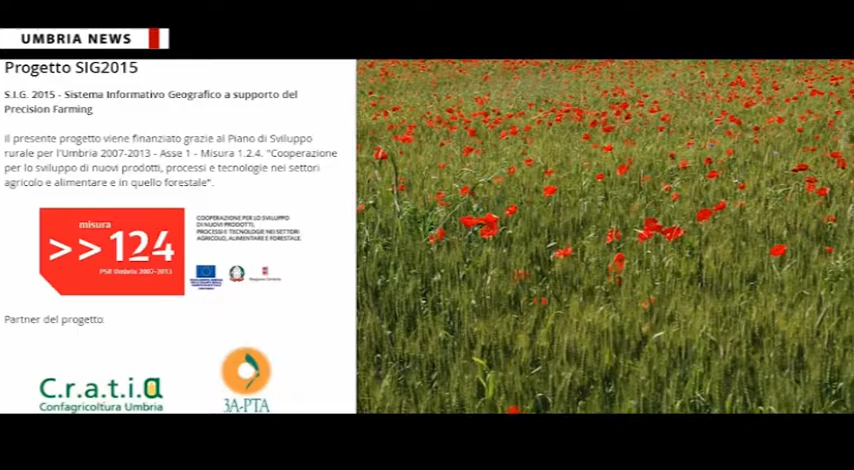 UMBRIA NEWS
Progetto SIG2015
S.I.G. 2015 - Sistema Informativo Geografico a supporto del
Precision Farming
Il presente progetto viene finanziato grazie al Piano di Sviluppo
rurale per l'Umbria 2007-2013 - Asse 1 - Misura 1.2.4. "Cooperazione
per lo sviluppo di nuovi prodotti, processi e tecnologie nei settori
agricolo e alimentare e in quello forestale".
misura
>>124
PSR Umbria 2007-2013
COOPERAZIONE PER LO SVILUPPO
DI NUOVI PRODOTTI,
PROCESSI E TECNOLOGIE NEI SETTORI
AGRICOLO, ALIMENTARE E FORESTALE.
Partner del progetto
C.r.a.t.i.a
Confagricoltura Umbria
3A-PTA